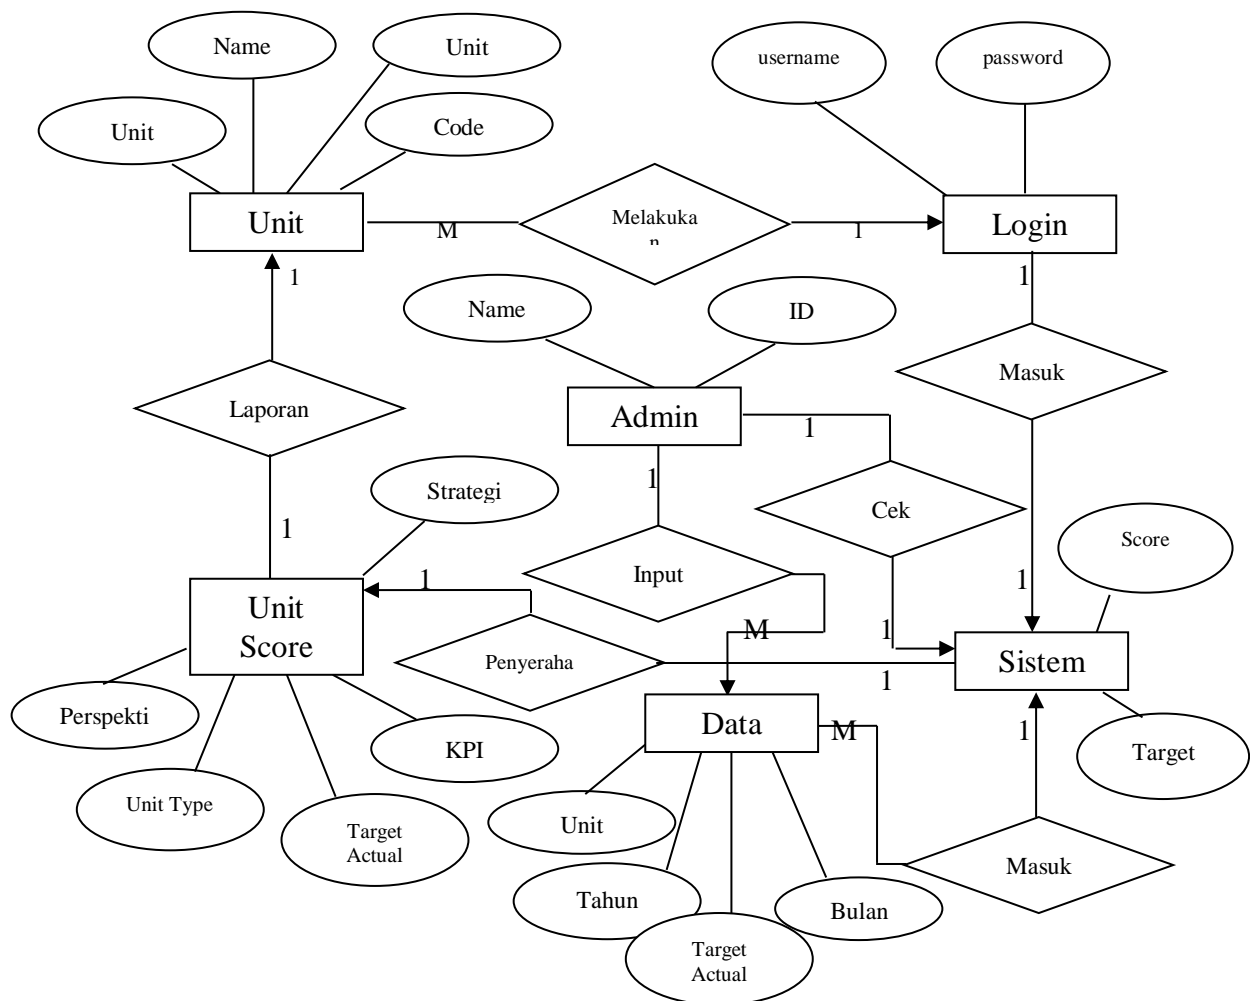 Name
Unit
username
password
Unit
Code
Unit
M
Melakuka
n
1
Login
1
1
Name
ID
Masuk
Laporan
Admin
1
1
Strategi
Cek
1
Score
Input
1
1
Unit
Score
M
1
Penyeraha
Sistem
1
Perspekti
KPI
Data
M
1
Target
Unit Type
Target
Actual
Unit
Masuk
Tahun
Bulan
Target
Actual